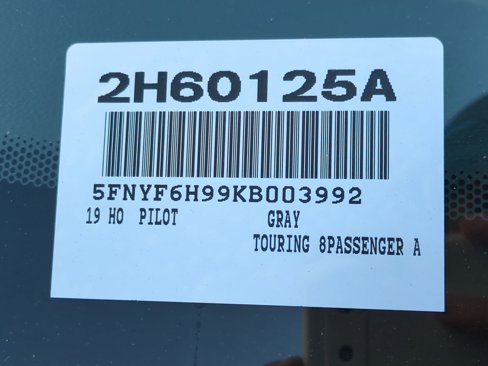 2H60125A
5FNYF6H99KB003992
19 HO PILOT GRAY
TOURING 8PASSENGER A